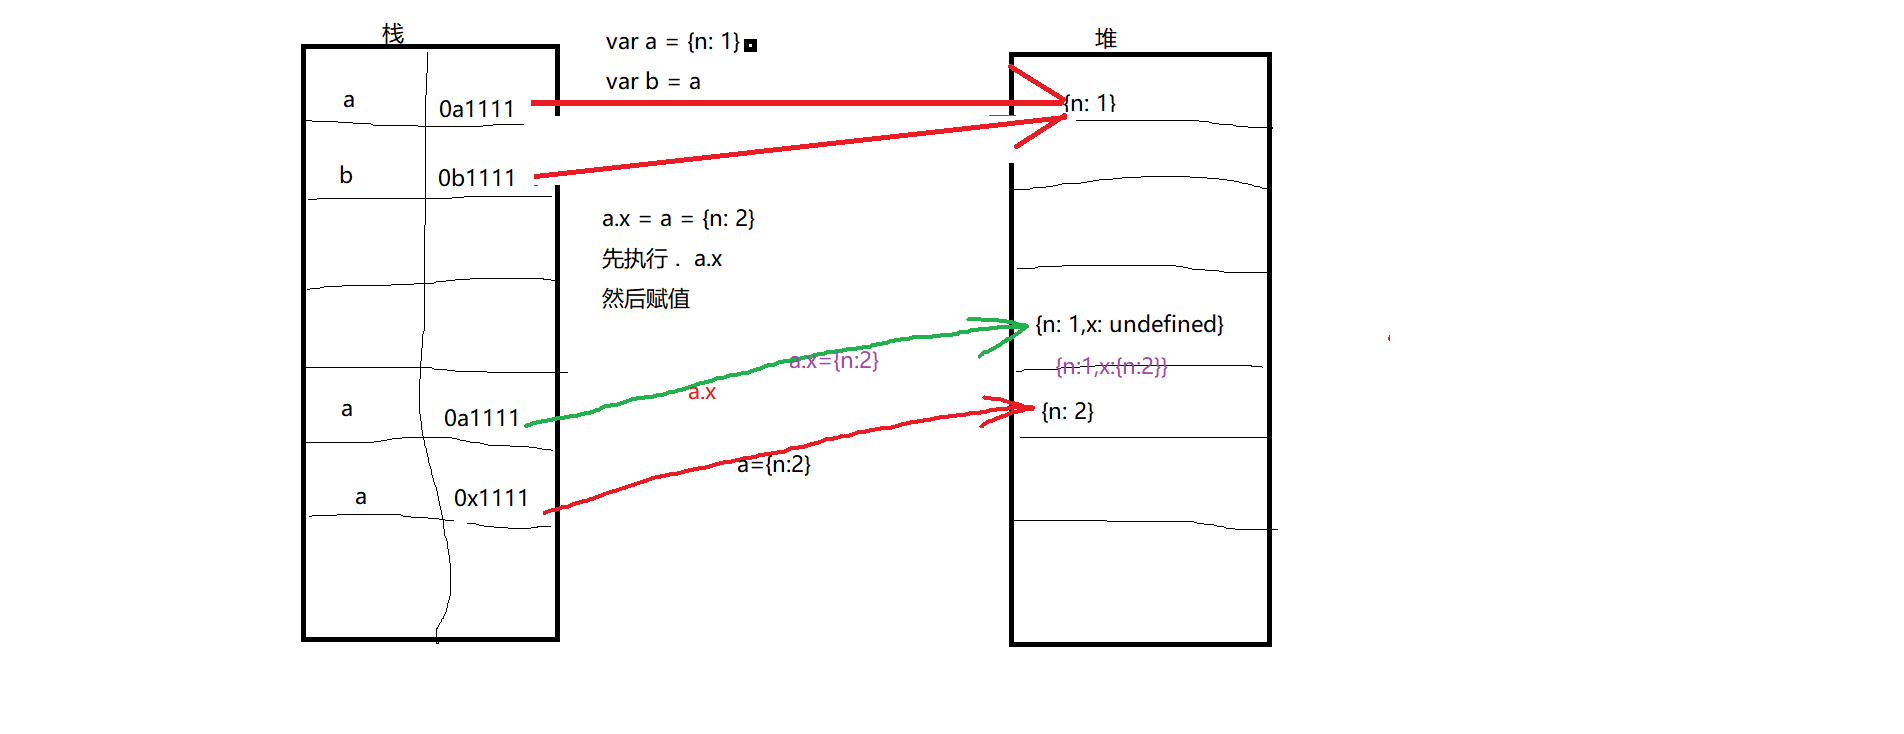 栈
堆
var a = {n: 1}
var b = a
a
0a1111
{n: 1}
b
0b1111
a.x = a = {n: 2}
先执行 . a.x
然后赋值
{n: 1,x: undefined}
a.x={n:2}
{n:1,x:{n:2}}
a.x
a
0a1111
{n: 2}
a={n:2}
a
0x1111